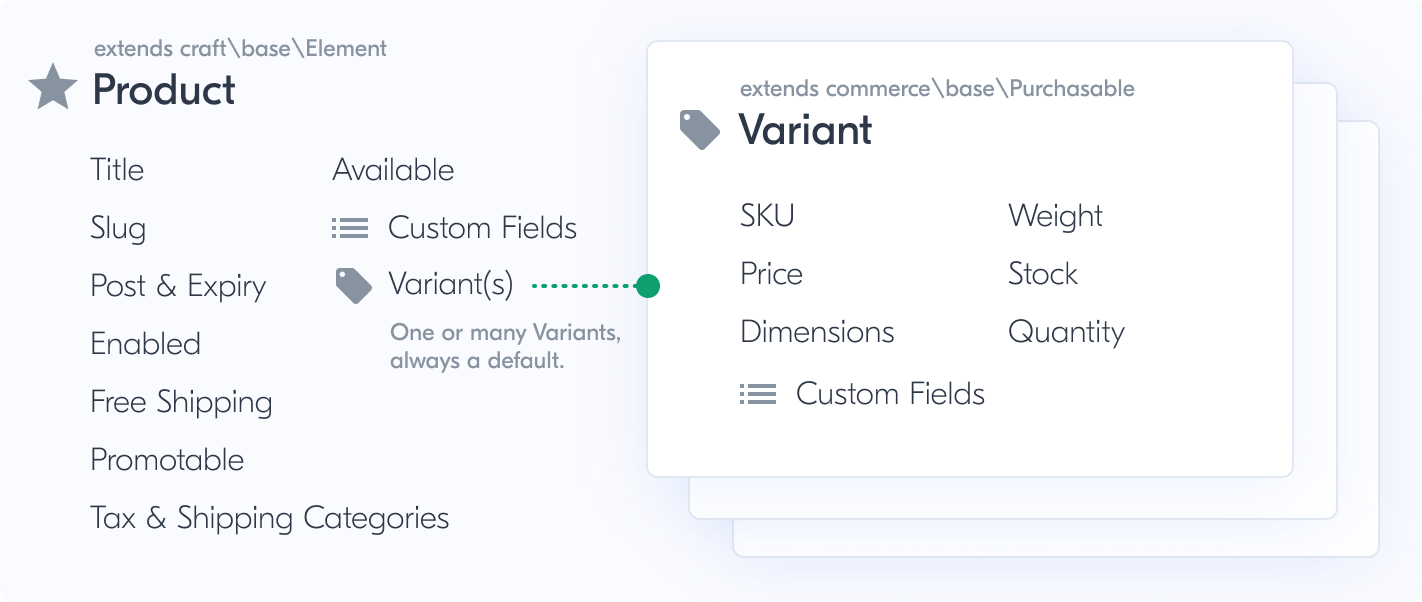 extends craft\base\Element
Product
Title
Slug
Post & Expiry
Enabled
Free Shipping
Promotable
Tax & Shipping Categories
Available
Custom Fields
Variant(s)
One or many Variants,
always a default.
extends commerce\base\Purchasable
Variant
SKU
Price
Dimensions
Weight
Stock
Quantity
Custom Fields